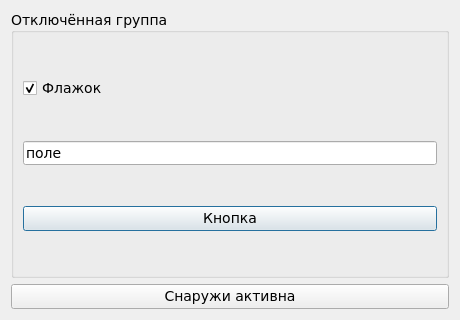 Отключённая группа
Флажок
поле
Кнопка
Снаружи активна